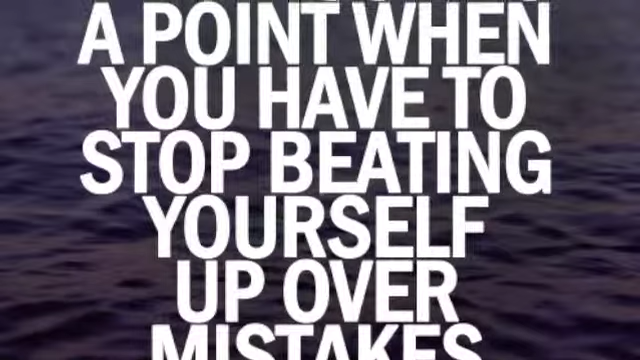 A POINT WHEN
YOU HAVE TO
STOP BEATING
YOURSELF
UP OVER
MISTAKES